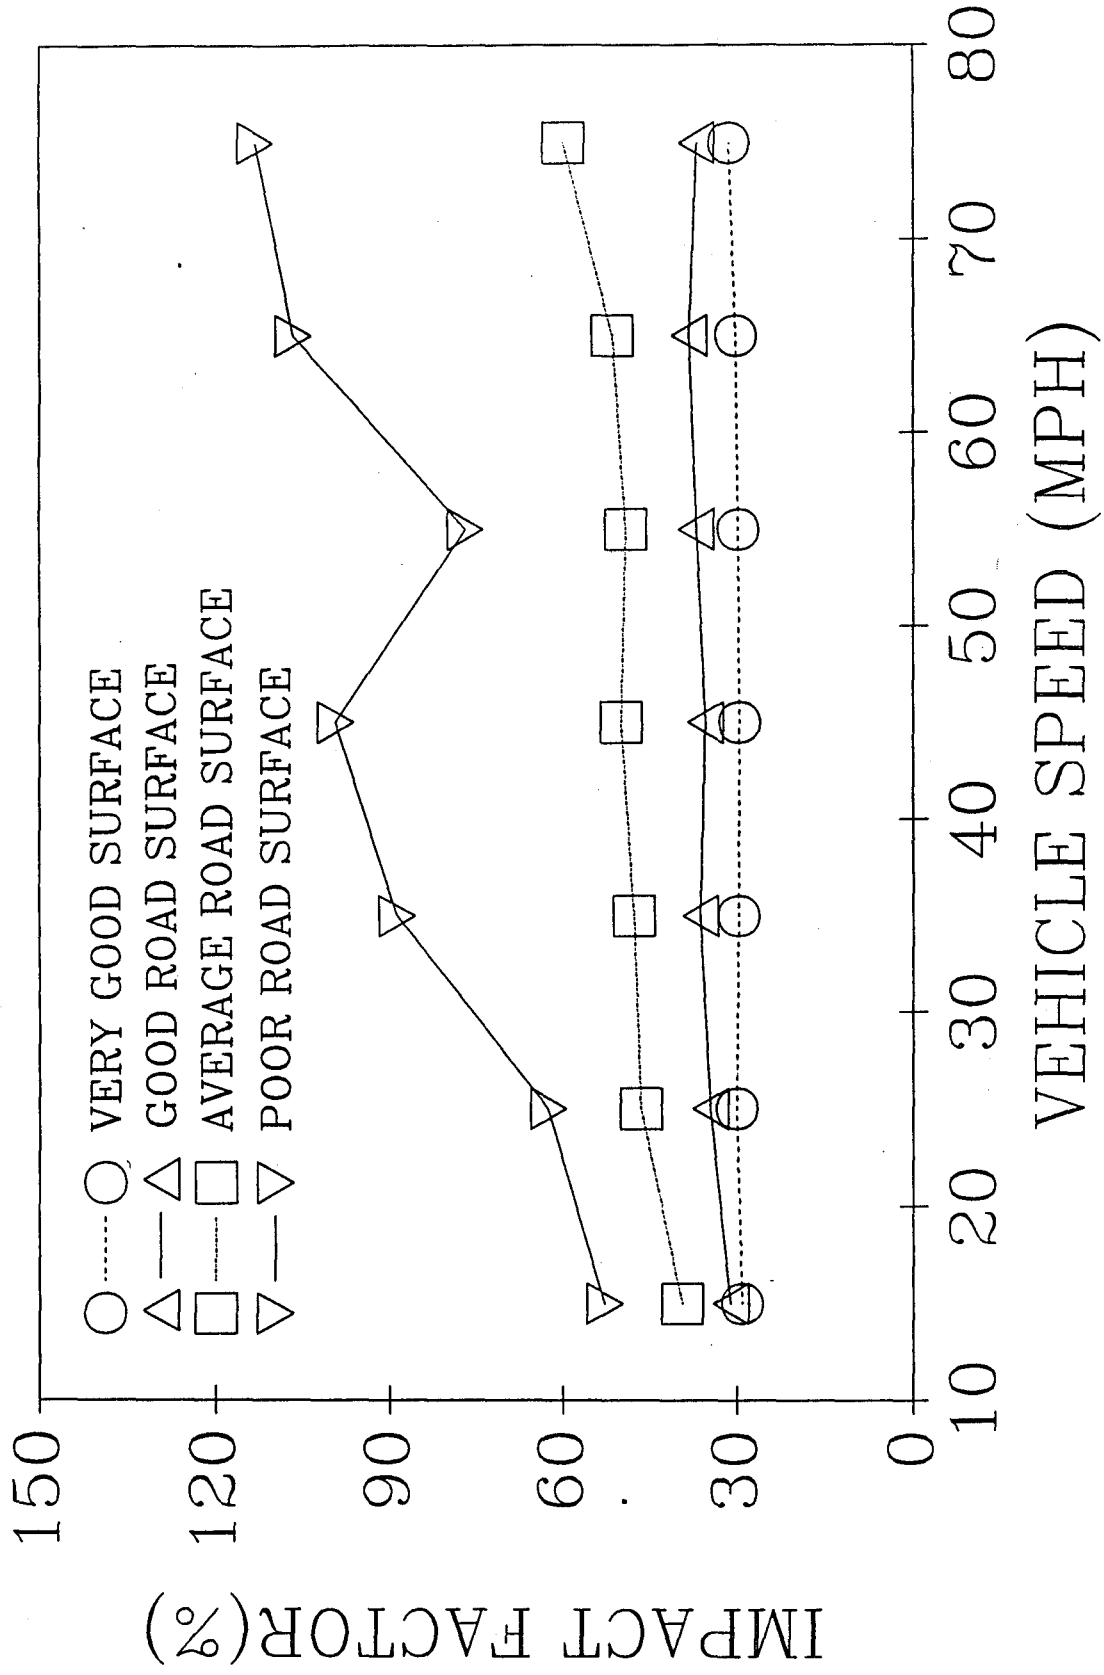 IMPACT FACTOR(%)
150
120
90
60
30
0
VERY GOOD SURFACE
GOOD ROAD SURFACE
AVERAGE ROAD SURFACE
POOR ROAD SURFACE
10 20 30 40 50 60 70 80
VEHICLE SPEED (MPH)